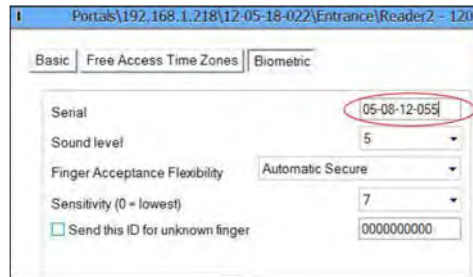 Portals\192.168.1.218\12-05-18-022\Entrance\Reader2 - 120
Basic Free Access Time Zones Biometric
Serial 05-08-12-055
Sound level 5
Finger Acceptance Flexibility Automatic Secure
Sensitivity (0 = lowest) 7
Send this ID for unknown finger 0000000000